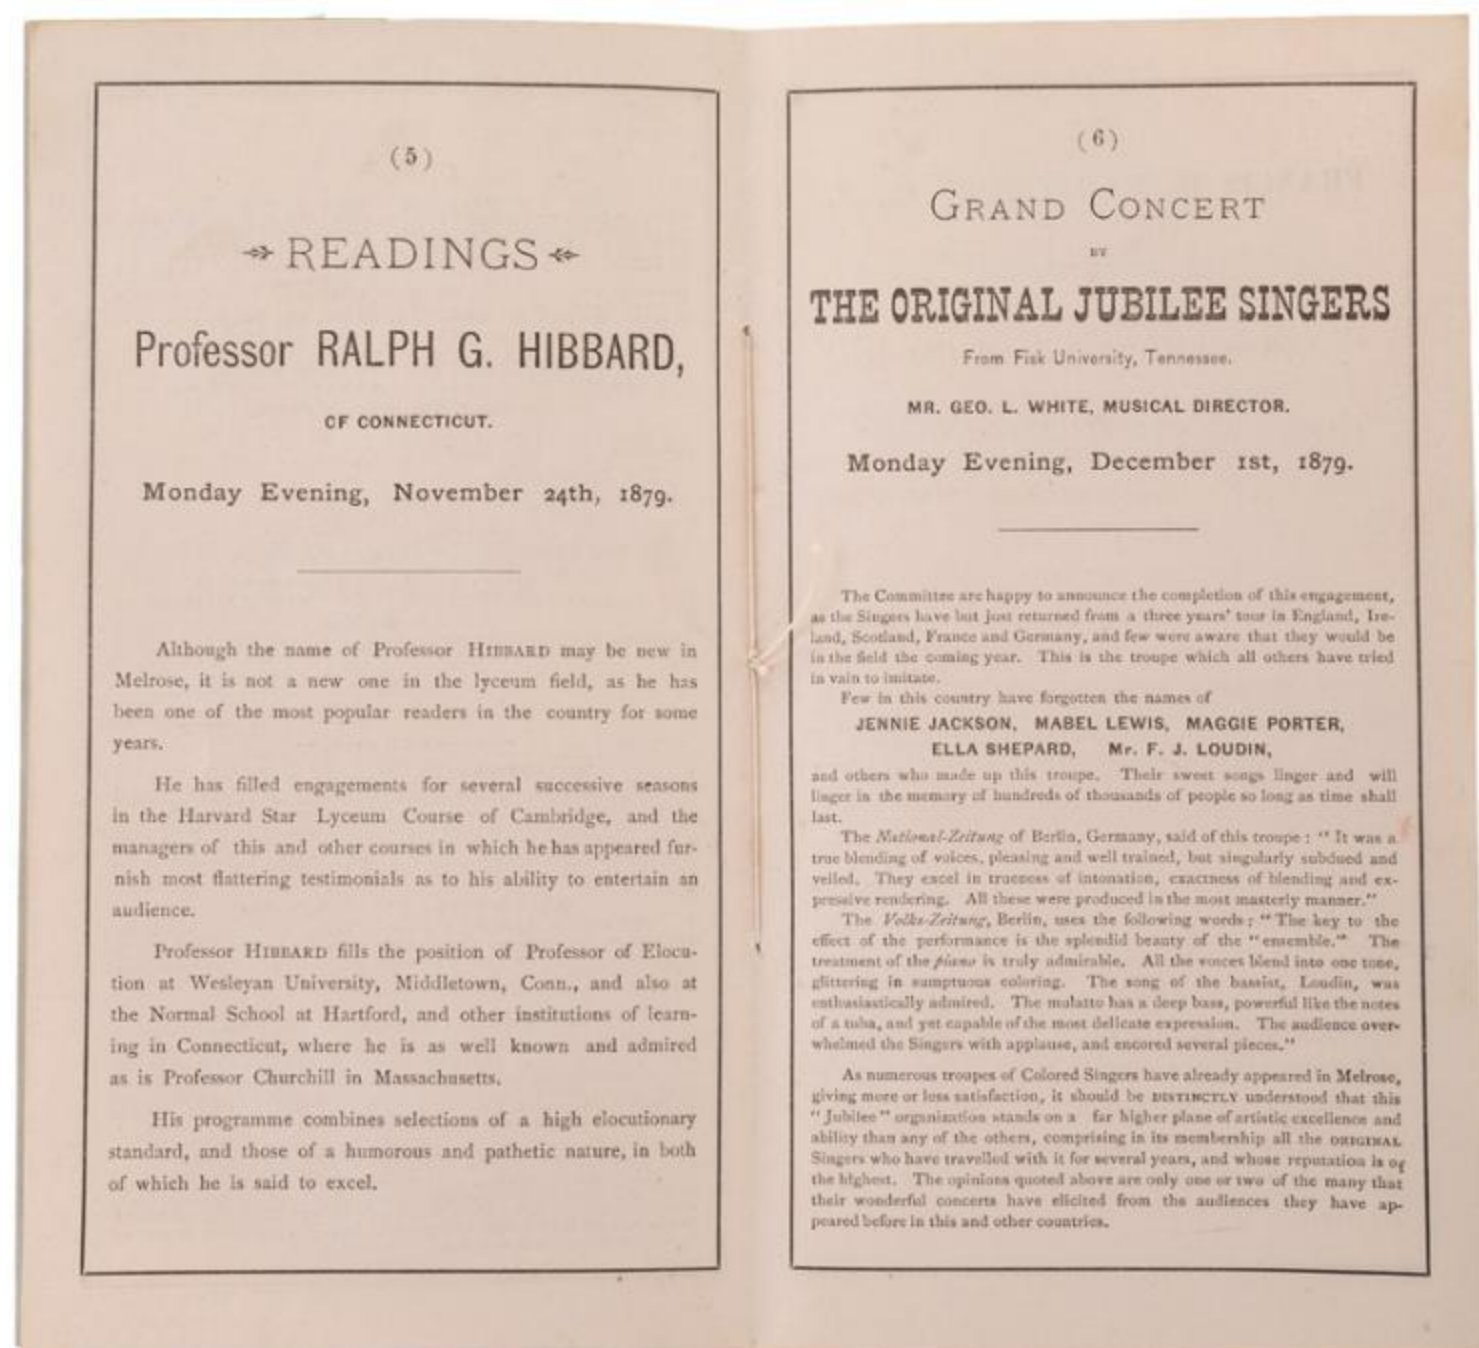 (5)
READINGS
Professor RALPH G. HIBBARD,
OF CONNECTICUT.
Monday Evening, November 24th, 1879.
Although the name of Professor HIBBARD may be new in
Melrose, it is not a new one in the lyceum field, as he has
been one of the most popular readers in the country for some
years.
He has filled engagements for several successive seasons
in the Harvard Star Lyceum Course of Cambridge, and the
managers of this and other courses in which he has appeared fur-
nish most flattering testimonials as to his ability to entertain an
audience.
Professor HIBBARD fills the position of Professor of Elocu-
tion at Wesleyan University, Middletown, Conn., and also at
the Normal School at Hartford, and other institutions of learn-
ing in Connecticut, where he is as well known and admired
as is Professor Churchill in Massachusetts.
His programme combines selections of a high elocutionary
standard, and those of a humorous and pathetic nature, in both
of which he is said to excel.
(6)
GRAND CONCERT
BY
THE ORIGINAL JUBILEE SINGERS
From Fisk University, Tennessee.
MR. GEO. L. WHITE, MUSICAL DIRECTOR.
Monday Evening, December 1st, 1879.
The Committee are happy to announce the completion of this engagement,
as the Singers have but just returned from a three years' tour in England, Ire-
land, Scotland, France and Germany, and few were aware that they would be
in the field the coming year. This is the troupe which all others have tried
in vain to imitate.
Few in this country have forgotten the names of
JENNIE JACKSON, MABEL LEWIS, MAGGIE PORTER,
ELLA SHEPARD, Mr. F. J. LOUDIN,
and others who made up this troupe. Their sweet songs linger and will
linger in the memory of hundreds of thousands of people so long as time shall
last.
The National-Zeitung of Berlin, Germany, said of this troupe: "It was a
true blending of voices, pleasing and well trained, but singularly subdued and
veiled. They excel in trueness of intonation, exactness of blending and ex-
pressive rendering. All these were produced in the most masterly manner."
The Volks-Zeitung, Berlin, uses the following words; "The key to the
effect of the performance is the splendid beauty of the "ensemble." The
treatment of the piano is truly admirable. All the voices blend into one tone,
glittering in sumptuous coloring. The song of the bassist, Loudin, was
enthusiastically admired. The mulatto has a deep bass, powerful like the notes
of a tuba, and yet capable of the most delicate expression. The audience over-
whelmed the Singers with applause, and encored several pieces."
As numerous troupes of Colored Singers have already appeared in Melrose,
giving more or less satisfaction, it should be DISTINCTLY understood that this
"Jubilee" organization stands on a far higher plane of artistic excellence and
ability than any of the others, comprising in its membership all the ORIGINAL
Singers who have travelled with it for several years, and whose reputation is of
the highest. The opinions quoted above are only one or two of the many that
their wonderful concerts have elicited from the audiences they have ap-
peared before in this and other countries.